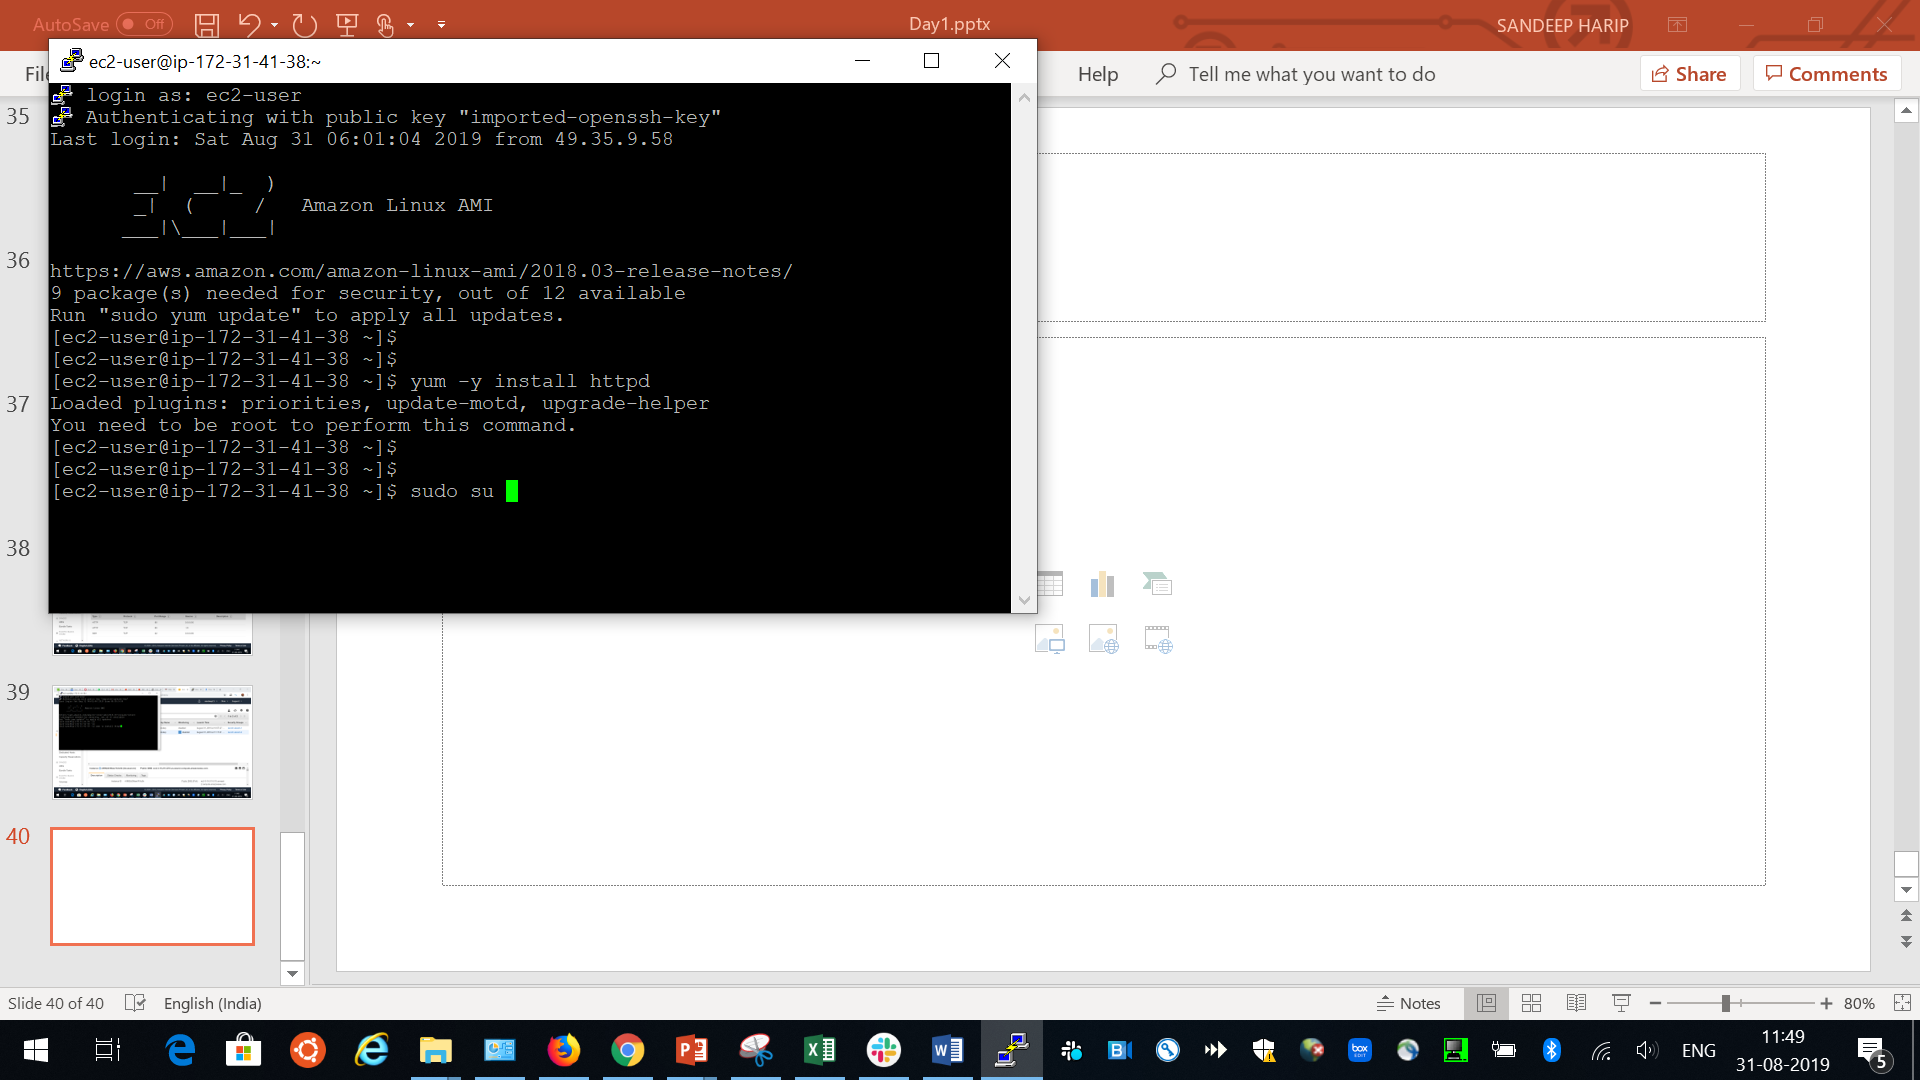 AutoSave Off
Day1.pptx
SANDEEP HARIP
File
Help
Tell me what you want to do
Share
Comments
ec2-user@ip-172-31-41-38:~
login as: ec2-user
Authenticating with public key "imported-openssh-key"
Last login: Sat Aug 31 06:01:04 2019 from 49.35.9.58
__|  __|_  )
_|  (     /   Amazon Linux AMI
___|\___|___|
https://aws.amazon.com/amazon-linux-ami/2018.03-release-notes/
9 package(s) needed for security, out of 12 available
Run "sudo yum update" to apply all updates.
[ec2-user@ip-172-31-41-38 ~]$
[ec2-user@ip-172-31-41-38 ~]$
[ec2-user@ip-172-31-41-38 ~]$ yum -y install httpd
Loaded plugins: priorities, update-motd, upgrade-helper
You need to be root to perform this command.
[ec2-user@ip-172-31-41-38 ~]$
[ec2-user@ip-172-31-41-38 ~]$
[ec2-user@ip-172-31-41-38 ~]$ sudo su
35
36
37
38
39
40
Slide 40 of 40
English (India)
Notes
80%
ENG
11:49
31-08-2019
5